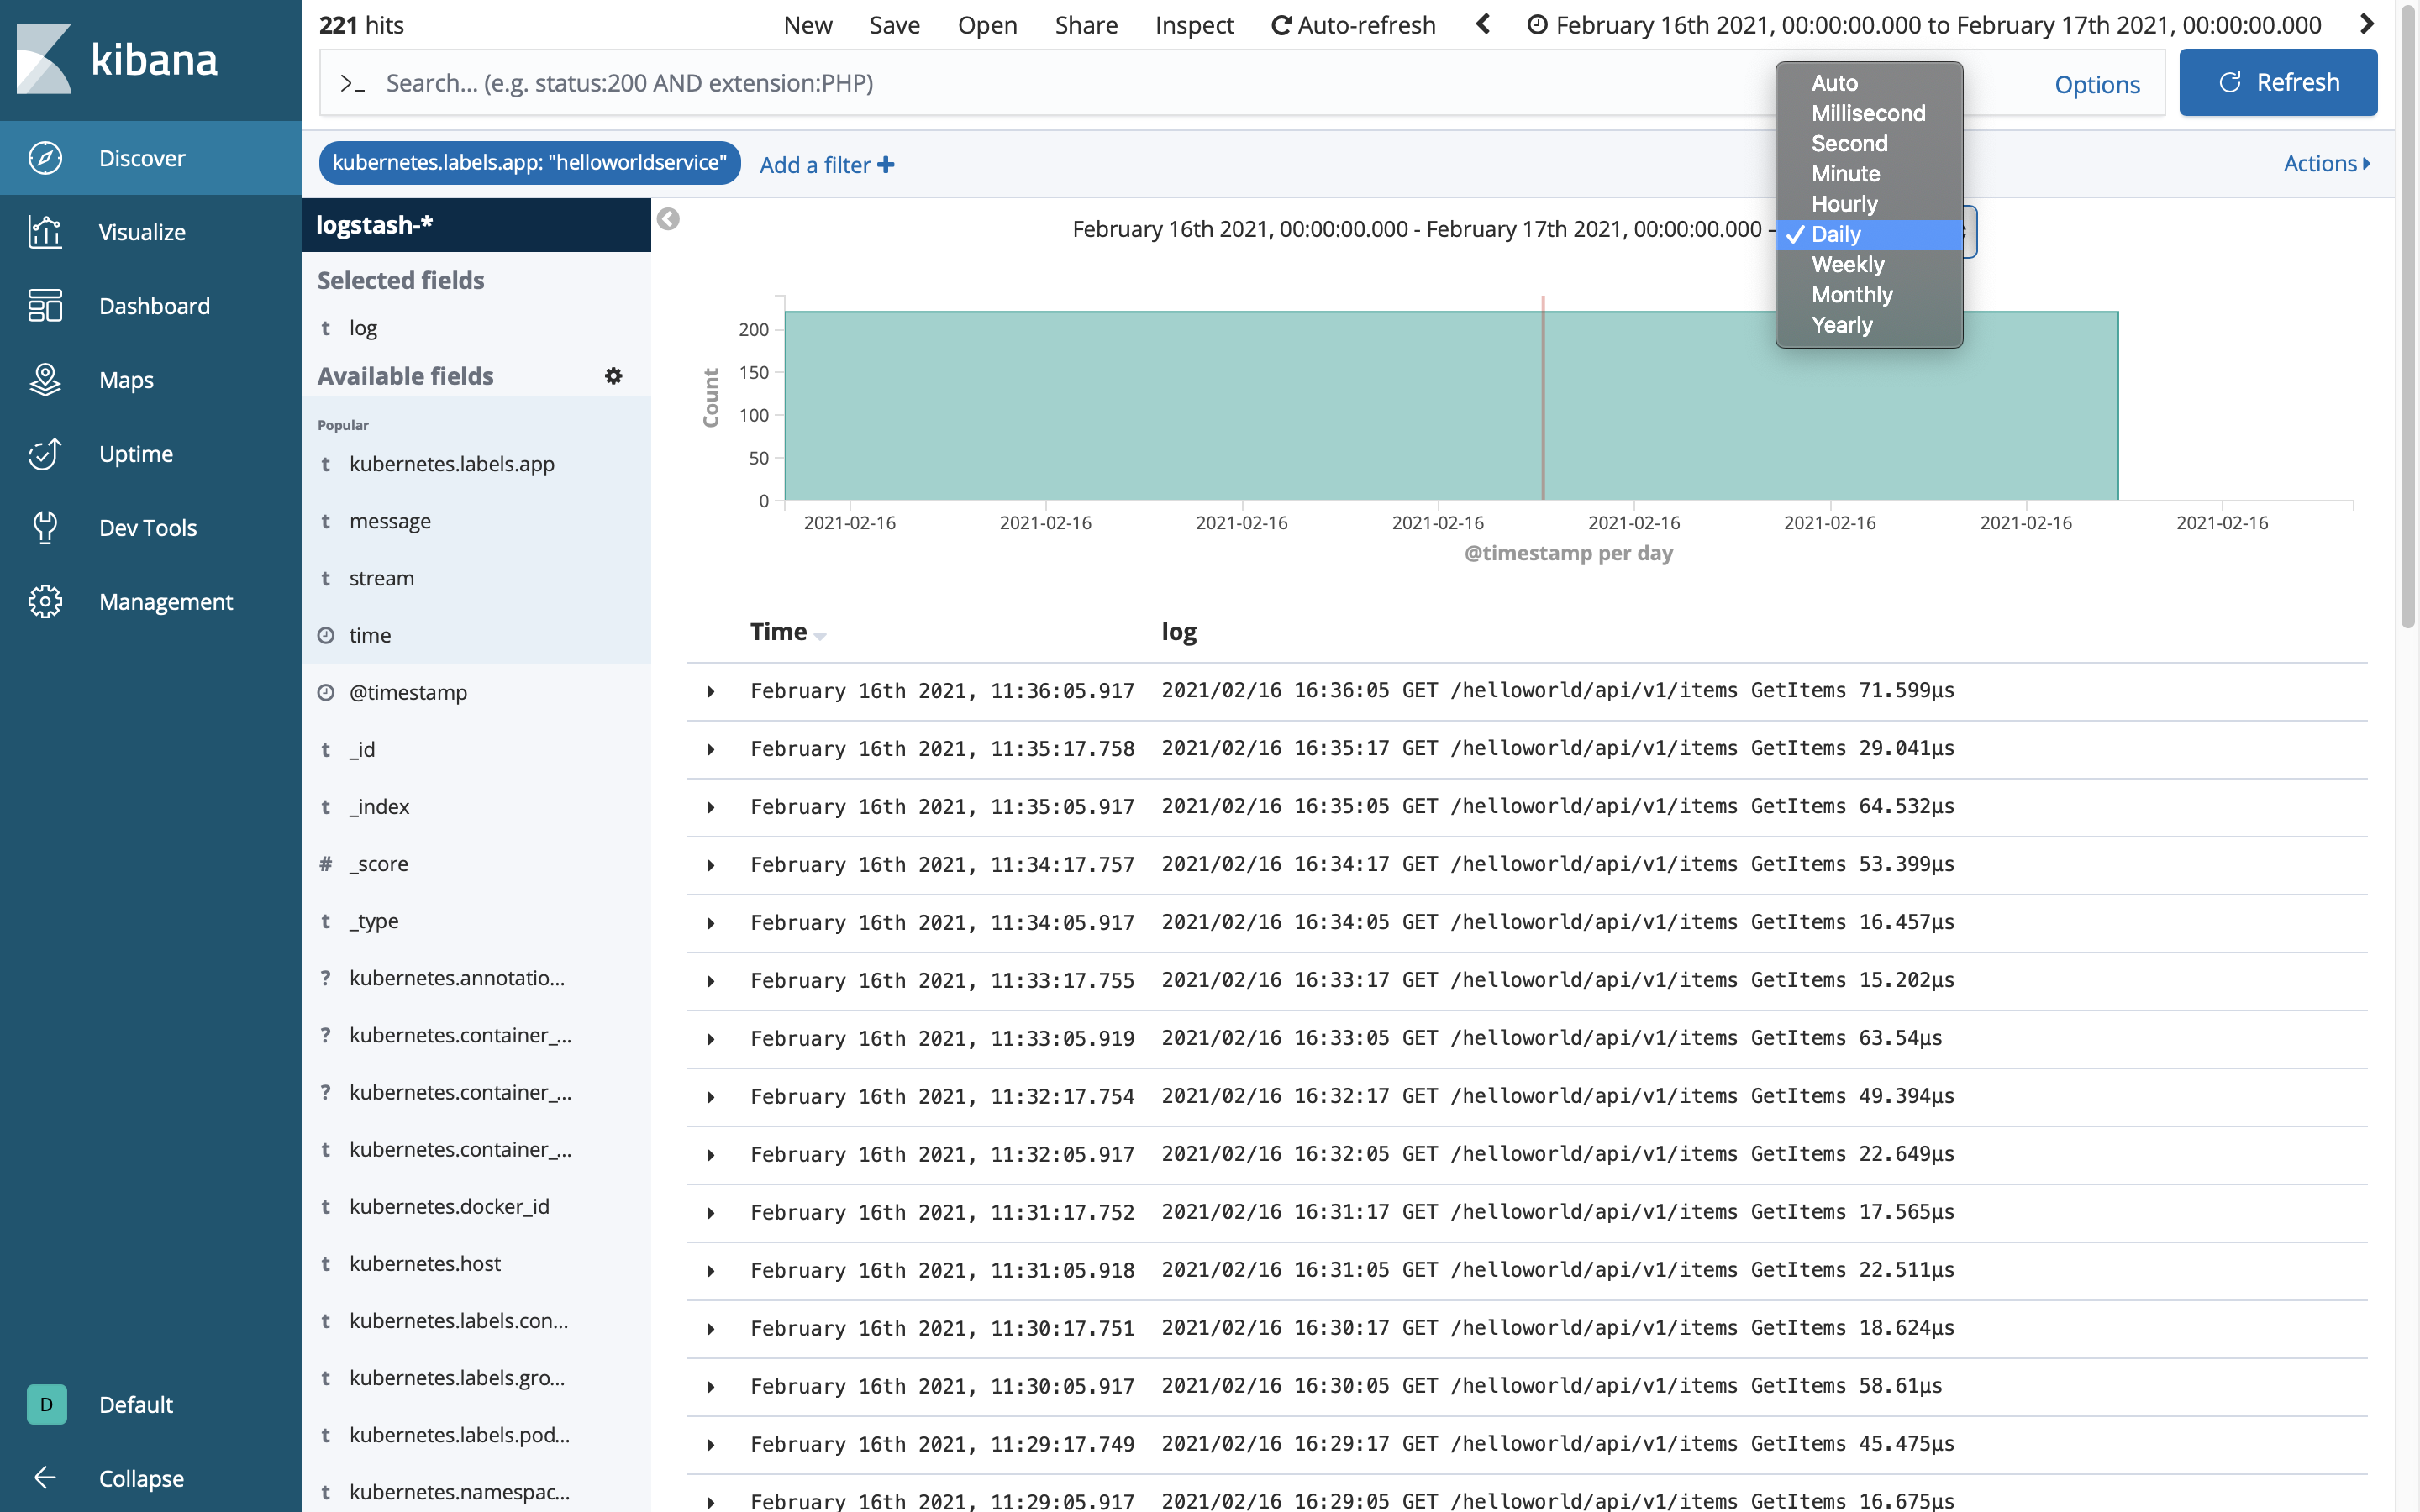 kibana
Discover
Visualize
Dashboard
Maps
Uptime
Dev Tools
Management
D Default
Collapse
221 hits
New Save Open Share Inspect Auto-refresh February 16th 2021, 00:00:00.000 to February 17th 2021, 00:00:00.000
>_ Search... (e.g. status:200 AND extension:PHP)
Options
Refresh
kubernetes.labels.app: "helloworldservice" Add a filter
Actions
logstash-*
Selected fields
t log
Available fields
Popular
t kubernetes.labels.app
t message
t stream
time
@timestamp
t _id
t _index
# _score
t _type
? kubernetes.annotatio...
? kubernetes.container_...
? kubernetes.container_...
t kubernetes.container_...
t kubernetes.docker_id
t kubernetes.host
t kubernetes.labels.con...
t kubernetes.labels.gro...
t kubernetes.labels.pod...
t kubernetes.namespac...
February 16th 2021, 00:00:00.000 - February 17th 2021, 00:00:00.000 -
Auto
Millisecond
Second
Minute
Hourly
✓ Daily
Weekly
Monthly
Yearly
Count
200
150
100
50
0
2021-02-16 2021-02-16 2021-02-16 2021-02-16 2021-02-16 2021-02-16 2021-02-16 2021-02-16
@timestamp per day
Time log
February 16th 2021, 11:36:05.917 2021/02/16 16:36:05 GET /helloworld/api/v1/items GetItems 71.599µs
February 16th 2021, 11:35:17.758 2021/02/16 16:35:17 GET /helloworld/api/v1/items GetItems 29.041µs
February 16th 2021, 11:35:05.917 2021/02/16 16:35:05 GET /helloworld/api/v1/items GetItems 64.532µs
February 16th 2021, 11:34:17.757 2021/02/16 16:34:17 GET /helloworld/api/v1/items GetItems 53.399µs
February 16th 2021, 11:34:05.917 2021/02/16 16:34:05 GET /helloworld/api/v1/items GetItems 16.457µs
February 16th 2021, 11:33:17.755 2021/02/16 16:33:17 GET /helloworld/api/v1/items GetItems 15.202µs
February 16th 2021, 11:33:05.919 2021/02/16 16:33:05 GET /helloworld/api/v1/items GetItems 63.54µs
February 16th 2021, 11:32:17.754 2021/02/16 16:32:17 GET /helloworld/api/v1/items GetItems 49.394µs
February 16th 2021, 11:32:05.917 2021/02/16 16:32:05 GET /helloworld/api/v1/items GetItems 22.649µs
February 16th 2021, 11:31:17.752 2021/02/16 16:31:17 GET /helloworld/api/v1/items GetItems 17.565µs
February 16th 2021, 11:31:05.918 2021/02/16 16:31:05 GET /helloworld/api/v1/items GetItems 22.511µs
February 16th 2021, 11:30:17.751 2021/02/16 16:30:17 GET /helloworld/api/v1/items GetItems 18.624µs
February 16th 2021, 11:30:05.917 2021/02/16 16:30:05 GET /helloworld/api/v1/items GetItems 58.61µs
February 16th 2021, 11:29:17.749 2021/02/16 16:29:17 GET /helloworld/api/v1/items GetItems 45.475µs
February 16th 2021, 11:29:05.917 2021/02/16 16:29:05 GET /helloworld/api/v1/items GetItems 16.675µs